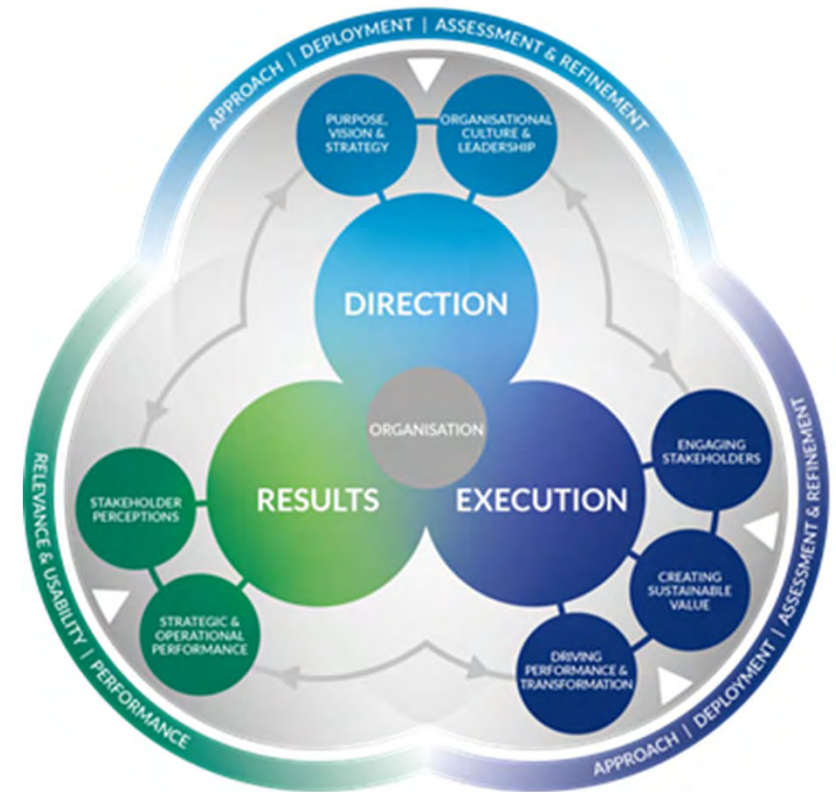 APPROACH | DEPLOYMENT | ASSESSMENT & REFINEMENT
PURPOSE,
VISION &
STRATEGY
ORGANISATIONAL
CULTURE &
LEADERSHIP
DIRECTION
ORGANISATION
RESULTS
EXECUTION
ENGAGING
STAKEHOLDERS
CREATING
SUSTAINABLE
VALUE
DRIVING
PERFORMANCE &
TRANSFORMATION
APPROACH | DEPLOYMENT | ASSESSMENT & REFINEMENT
STAKEHOLDER
PERCEPTIONS
STRATEGIC &
OPERATIONAL
PERFORMANCE
RELEVANCE & USABILITY | PERFORMANCE